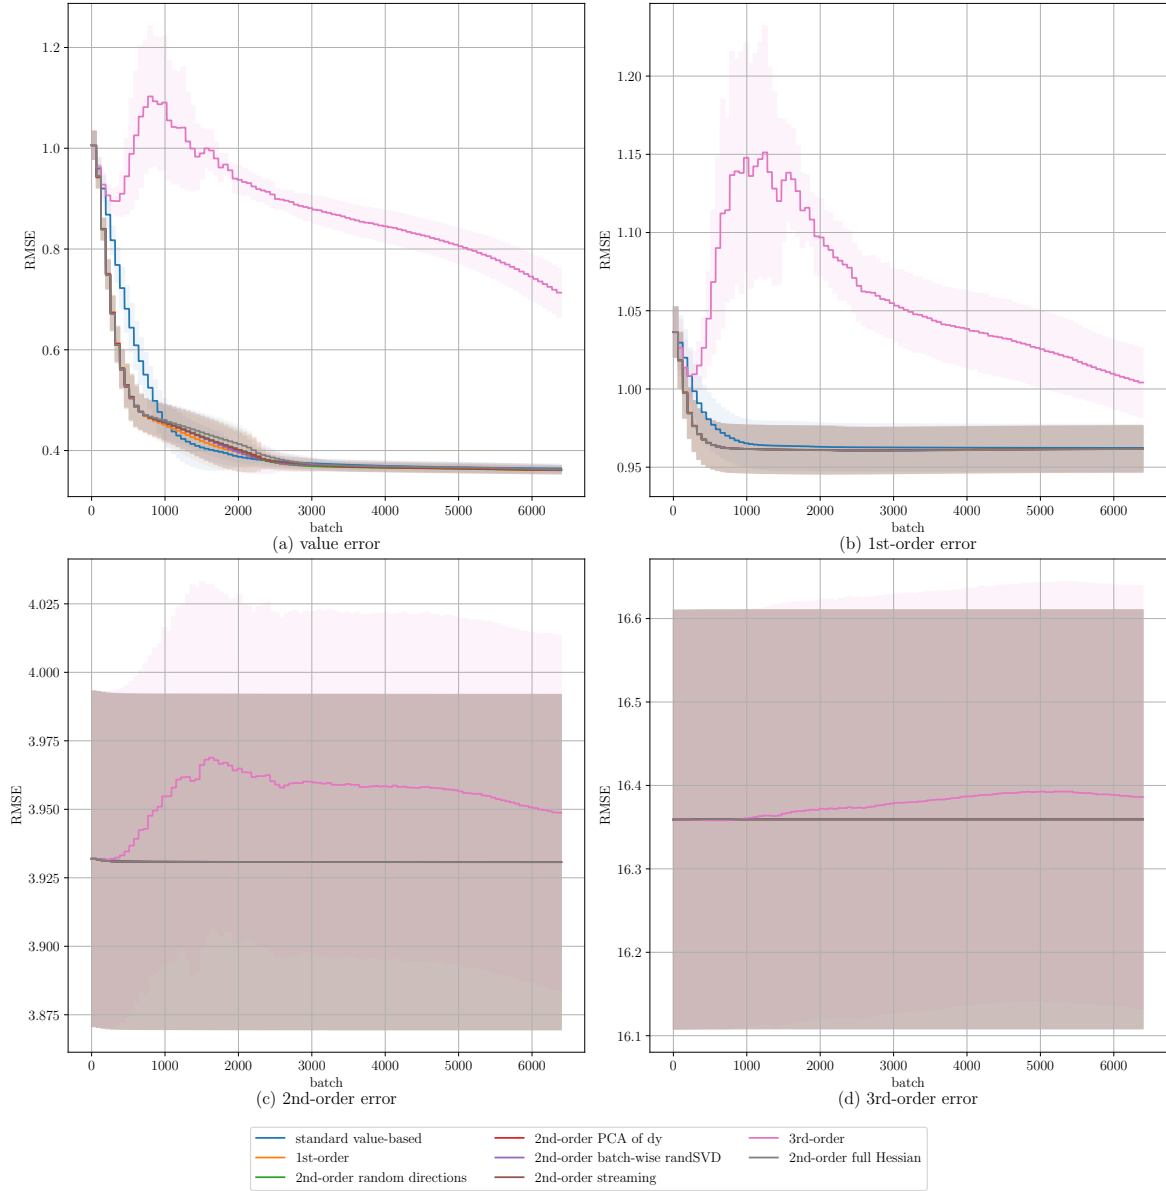 1.2
1.0
0.8
0.6
0.4
RMSE
0 1000 2000 3000 4000 5000 6000
batch
(a) value error
1.20
1.15
1.10
1.05
1.00
0.95
RMSE
0 1000 2000 3000 4000 5000 6000
batch
(b) 1st-order error
4.025
4.000
3.975
3.950
3.925
3.900
3.875
RMSE
0 1000 2000 3000 4000 5000 6000
batch
(c) 2nd-order error
16.6
16.5
16.4
16.3
16.2
16.1
RMSE
0 1000 2000 3000 4000 5000 6000
batch
(d) 3rd-order error
standard value-based
1st-order
2nd-order random directions
2nd-order PCA of dy
2nd-order batch-wise randSVD
2nd-order streaming
3rd-order
2nd-order full Hessian